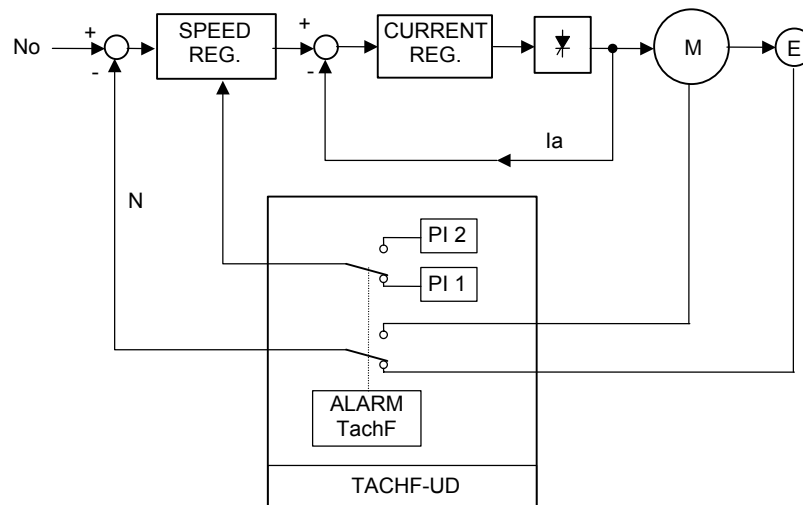 No
+
-
SPEED
REG.
+
-
CURRENT
REG.
M
E
Ia
N
PI 2
PI 1
ALARM
TachF
TACHF-UD